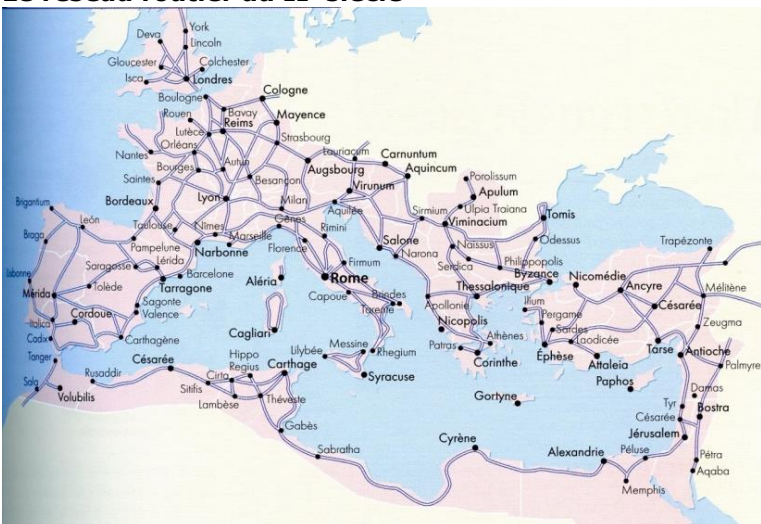 Le réseau routier du IIe siècle
York
Deva
Lincoln
Gloucester
Colchester
Isca
Londres
Boulogne
Cologne
Rouen
Bavay
Mayence
Reims
Lutèce
Strasbourg
Orléans
Lauriacum
Carnuntum
Nantes
Autun
Augsbourg
Aquincum
Porolissum
Bourges
Besançon
Virunum
Apulum
Saintes
Lyon
Milan
Ulpia Traiana
Brigantium
Bordeaux
Aquilée
Sirmium
Viminacium
Tomis
León
Toulouse
Nîmes
Gênes
Rimini
Braga
Marseille
Salone
Naissus
Odessus
Trapézonte
Pampelune
Narbonne
Florence
Narona
Lérida
Firmum
Serdica
Philippopolis
Saragosse
Barcelone
Aléria
Rome
Byzance
Nicomédie
Lisbonne
Tolède
Tarragone
Capoue
Brindes
Thessalonique
Ancyre
Mélitène
Mérida
Sagonte
Tarente
Apollonie
Ilium
Césarée
Cordoue
Valence
Pergame
Italica
Cagliari
Nicopolis
Sardes
Zeugma
Cadix
Carthagène
Messine
Patras
Athènes
Laodicée
Tanger
Césarée
Hippo
Regius
Lilybée
Rhegium
Corinthe
Éphèse
Attaleia
Tarse
Antioche
Rusaddir
Cirta
Carthage
Syracuse
Paphos
Palmyre
Sala
Volubilis
Sitifis
Gortyne
Damas
Lambèse
Théveste
Tyr
Bostra
Césarée
Gabès
Cyrène
Jérusalem
Sabratha
Alexandrie
Péluse
Pétra
Aqaba
Memphis